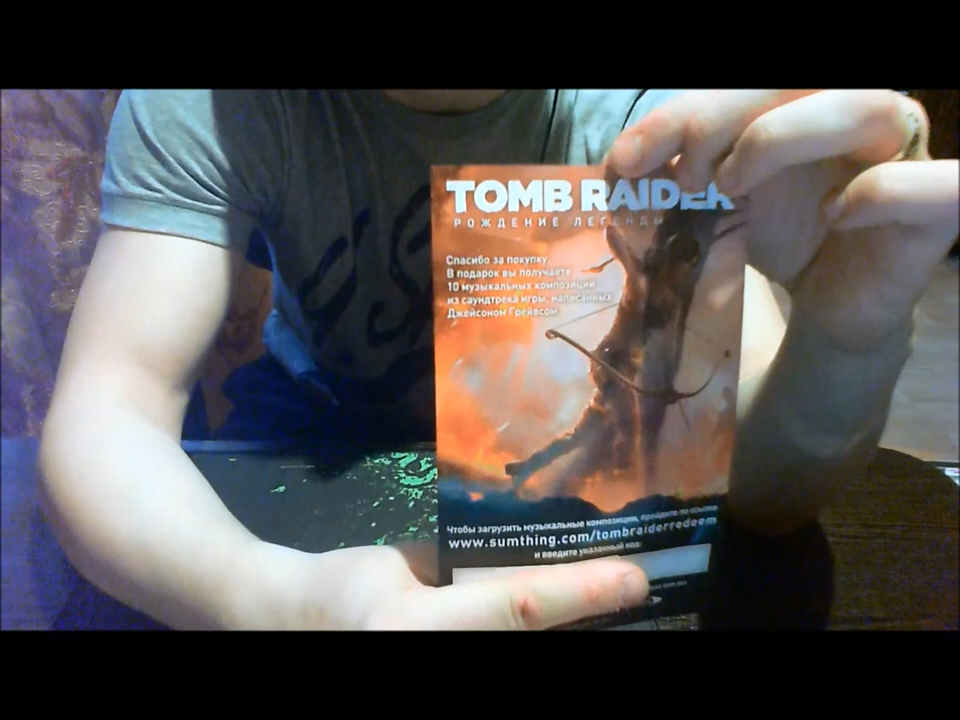 TOMB RAIDER
РОЖДЕНИЕ ЛЕГЕНДЫ
Спасибо за покупку.
В подарок вы получаете
10 музыкальных композиций
из саундтрека игры, написанных
Джейсоном Грейвсом.
Чтобы загрузить музыкальные композиции, пройдите по ссылке
www.sumthing.com/tombraiderredeem
и введите указанный код: